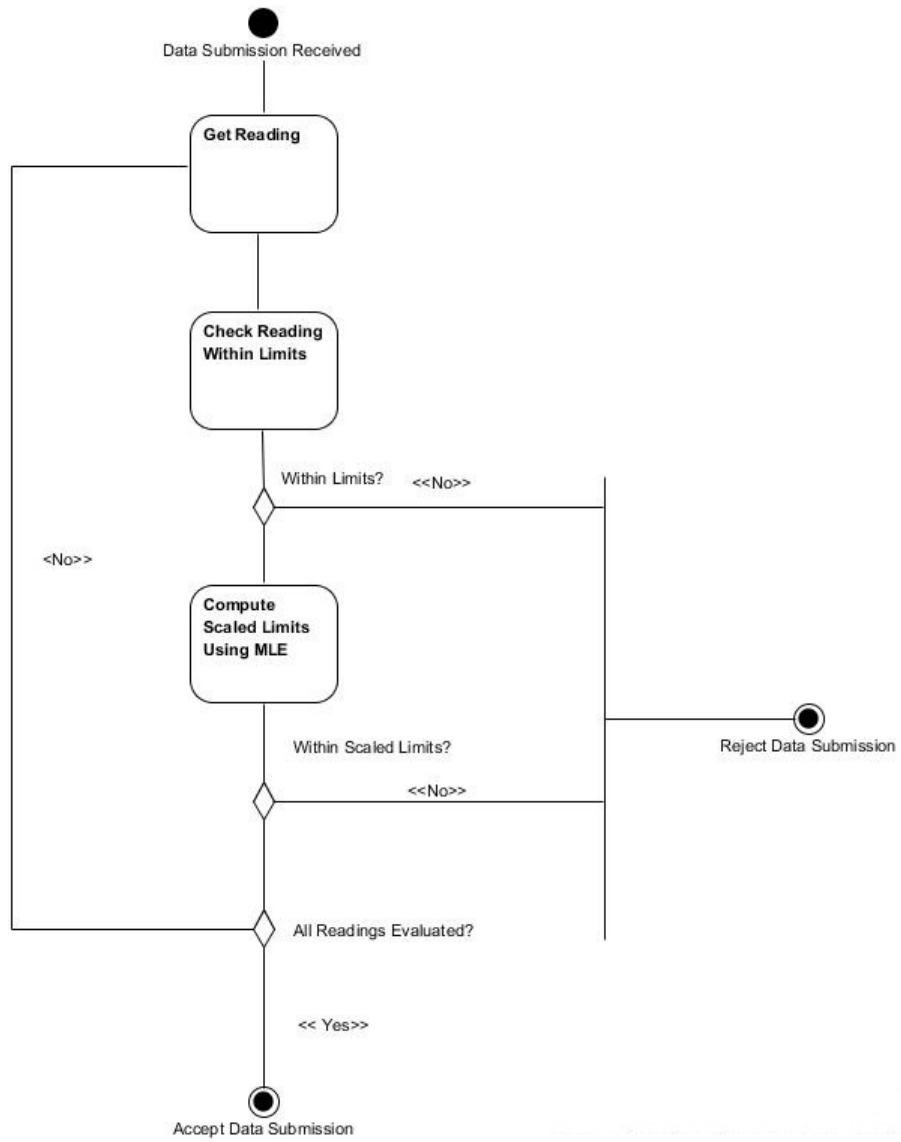 Data Submission Received
Get Reading
Check Reading
Within Limits
Within Limits?
<<No>>
<No>>
Compute
Scaled Limits
Using MLE
Within Scaled Limits?
Reject Data Submission
<<No>>
All Readings Evaluated?
<< Yes>>
Accept Data Submission